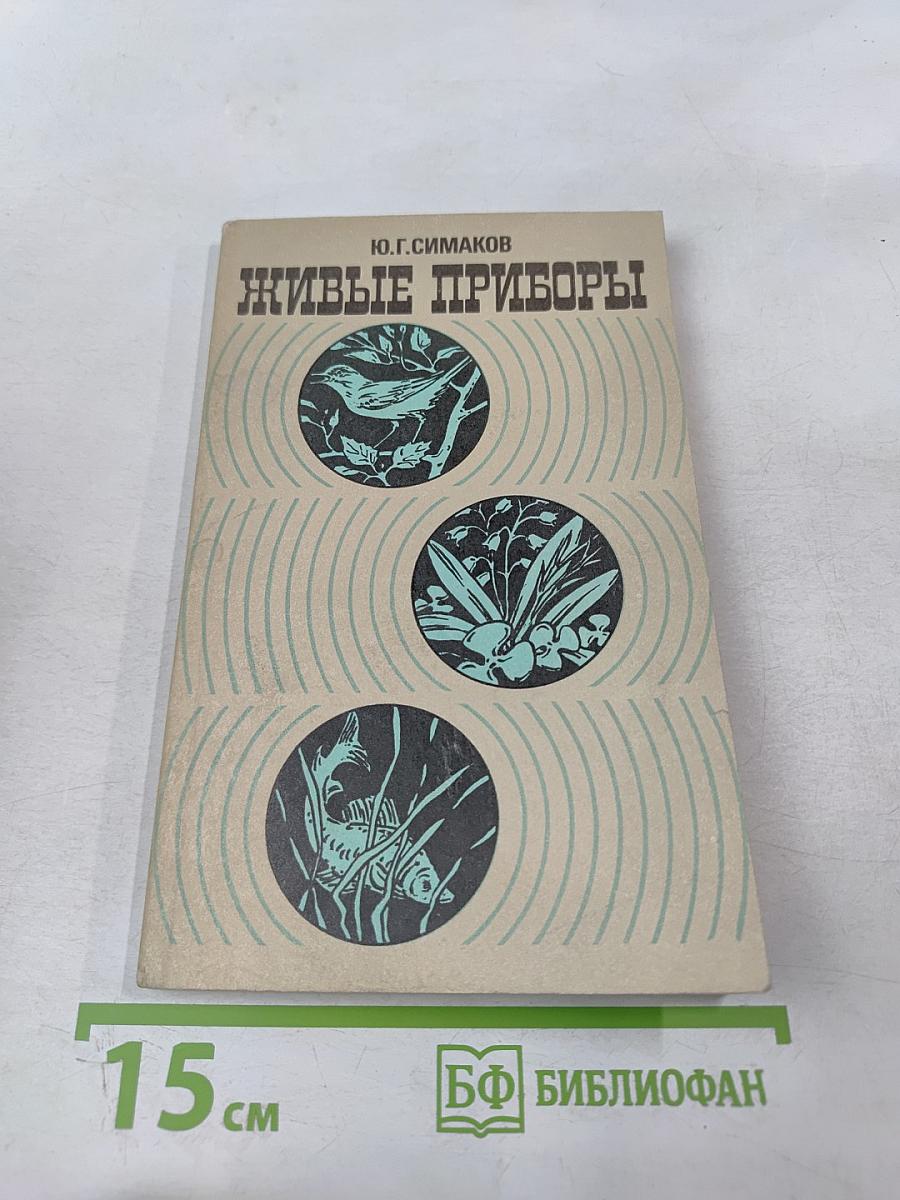 Ю.Г.СИМАКОВ
ЖИВЫЕ ПРИБОРЫ
15 см
БФ БИБЛИОФАН